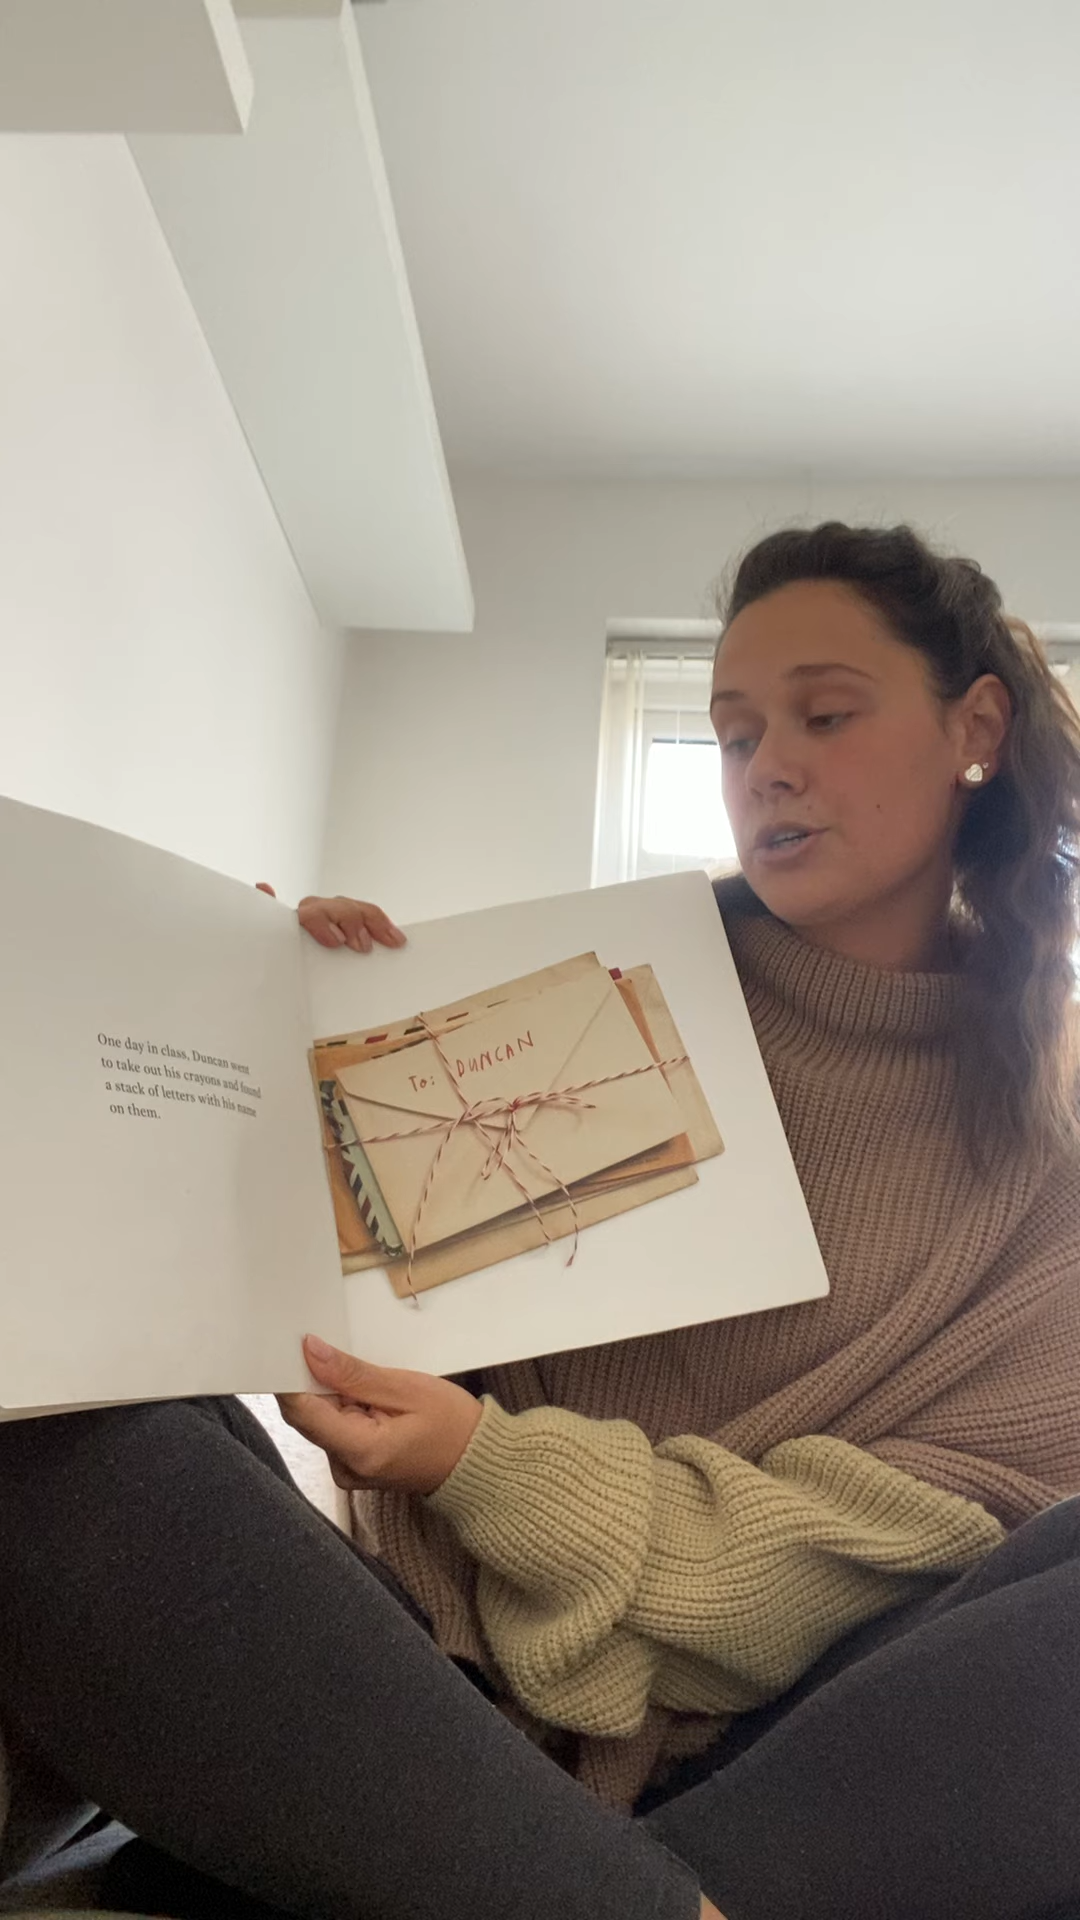 One day in class, Duncan went
to take out his crayons and found
a stack of letters with his name
on them.
To: DUNCAN